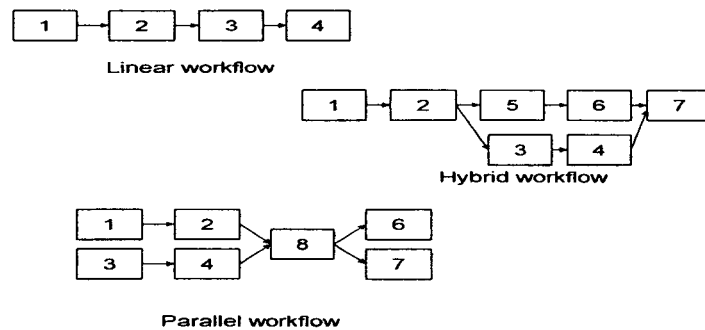 1 2 3 4
Linear workflow
1 2 5 6 7
3 4
Hybrid workflow
1 2 6
8
3 4 7
Parallel workflow